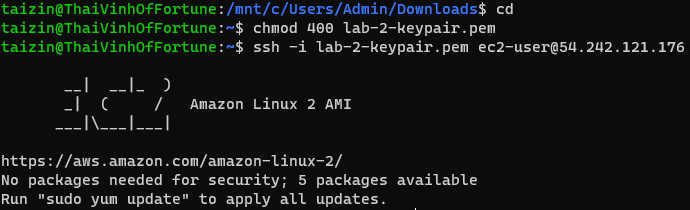 taizin@ThaiVinhOfFortune:/mnt/c/Users/Admin/Downloads$ cd
taizin@ThaiVinhOfFortune:~$ chmod 400 lab-2-keypair.pem
taizin@ThaiVinhOfFortune:~$ ssh -i lab-2-keypair.pem ec2-user@54.242.121.176
       __|  __|_  )
       _|  (     /   Amazon Linux 2 AMI
      ___|\___|___|
https://aws.amazon.com/amazon-linux-2/
No packages needed for security; 5 packages available
Run "sudo yum update" to apply all updates.